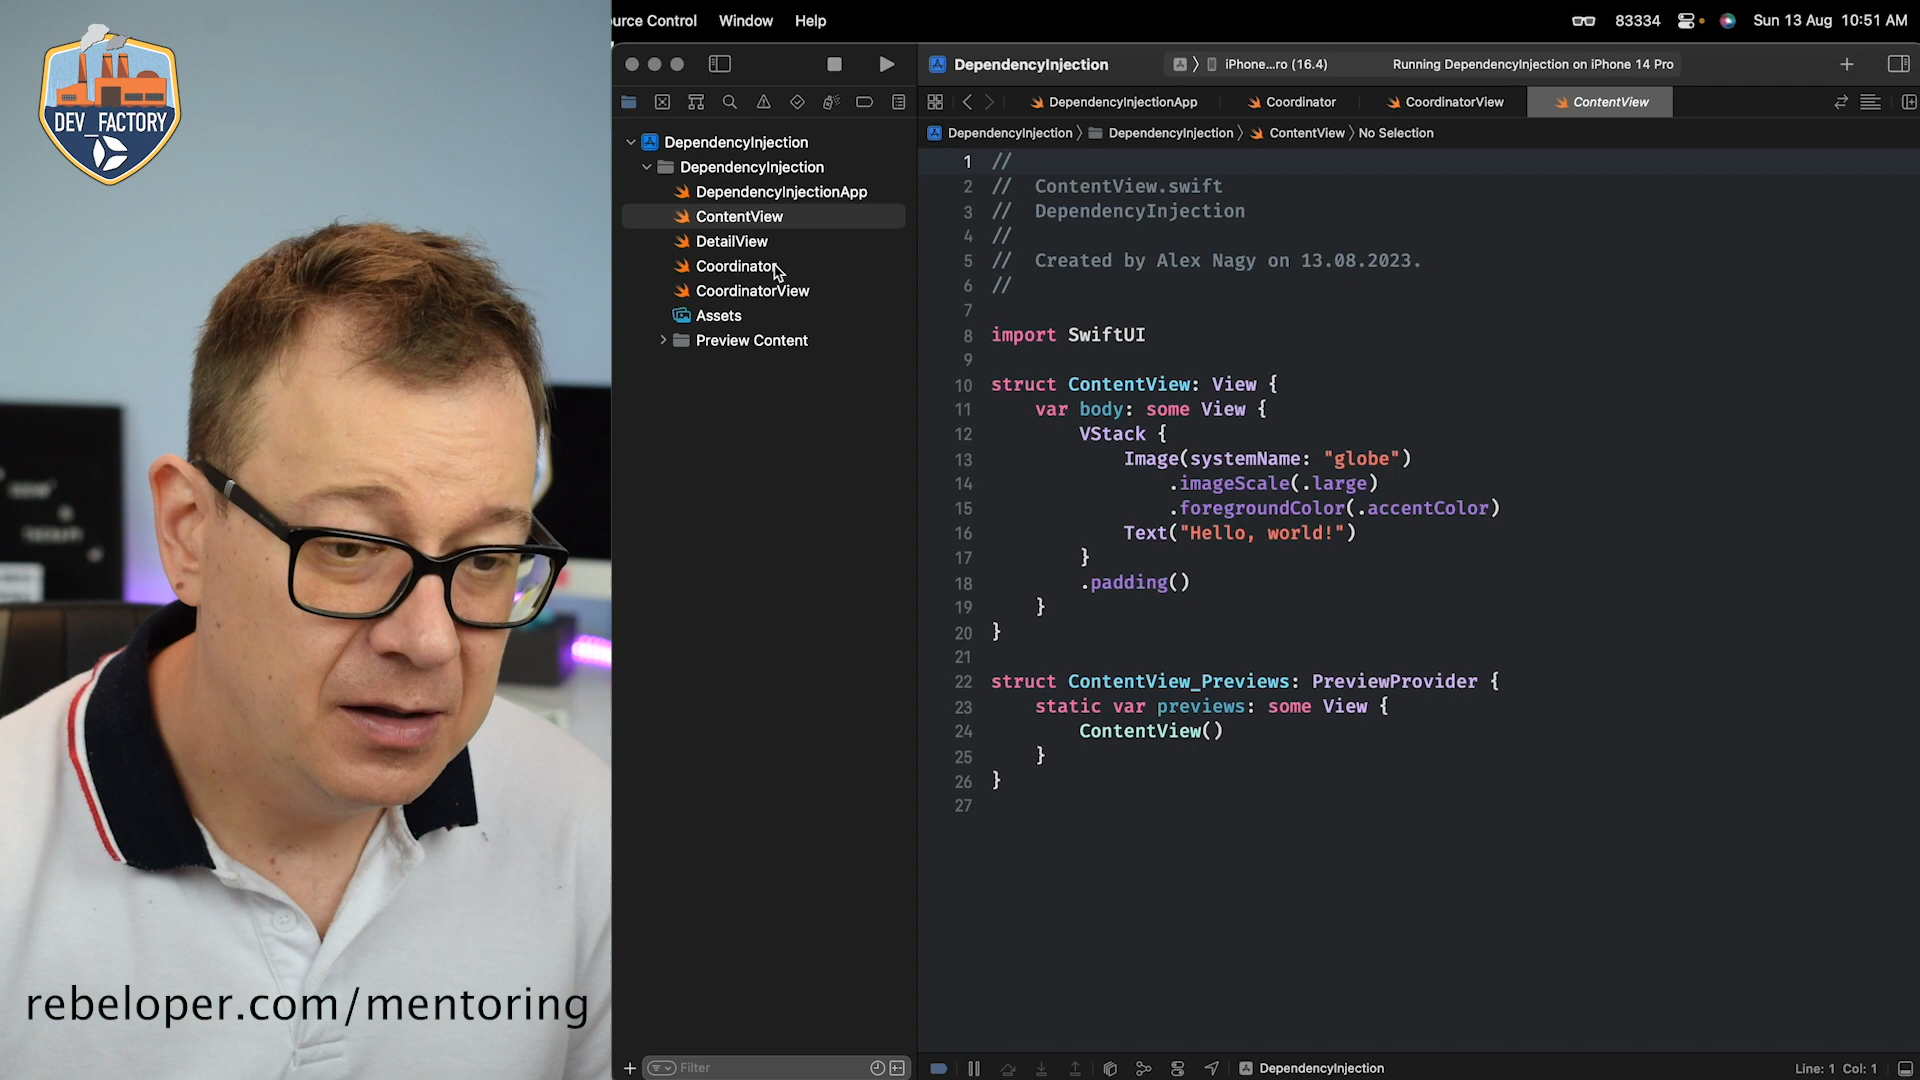 DEV_FACTORY
rebeloper.com/mentoring
urce Control Window Help
83334 Sun 13 Aug 10:51 AM
DependencyInjection
iPhone...ro (16.4)
Running DependencyInjection on iPhone 14 Pro
DependencyInjectionApp
Coordinator
CoordinatorView
ContentView
DependencyInjection
DependencyInjection
ContentView
No Selection
DependencyInjection
DependencyInjection
DependencyInjectionApp
ContentView
DetailView
Coordinator
CoordinatorView
Assets
Preview Content
Filter
1 //
2 // ContentView.swift
3 // DependencyInjection
4 //
5 // Created by Alex Nagy on 13.08.2023.
6 //
7
8 import SwiftUI
9
10 struct ContentView: View {
11 var body: some View {
12 VStack {
13 Image(systemName: "globe")
14 .imageScale(.large)
15 .foregroundColor(.accentColor)
16 Text("Hello, world!")
17 }
18 .padding()
19 }
20 }
21
22 struct ContentView_Previews: PreviewProvider {
23 static var previews: some View {
24 ContentView()
25 }
26 }
27
DependencyInjection
Line: 1 Col: 1